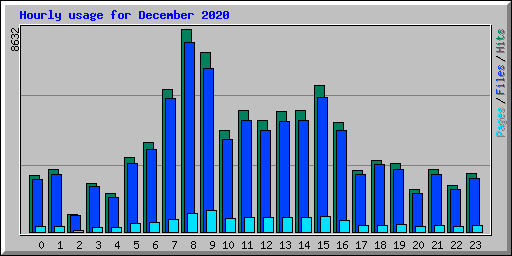 Hourly usage for December 2020
8632
Pages/Files/Hits
0 1 2 3 4 5 6 7 8 9 10 11 12 13 14 15 16 17 18 19 20 21 22 23